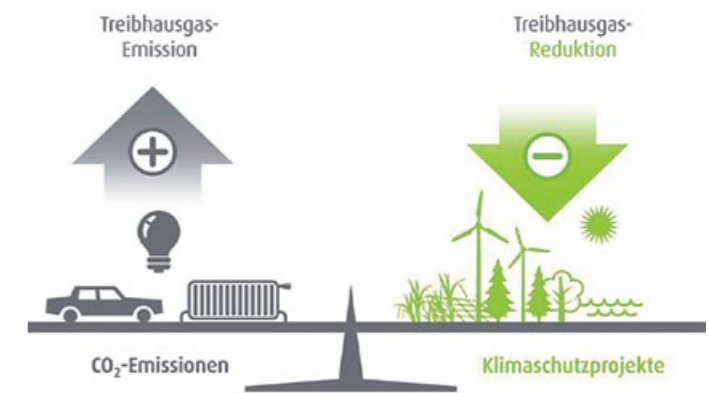 Treibhausgas-
Emission
Treibhausgas-
Reduktion
CO₂-Emissionen
Klimaschutzprojekte